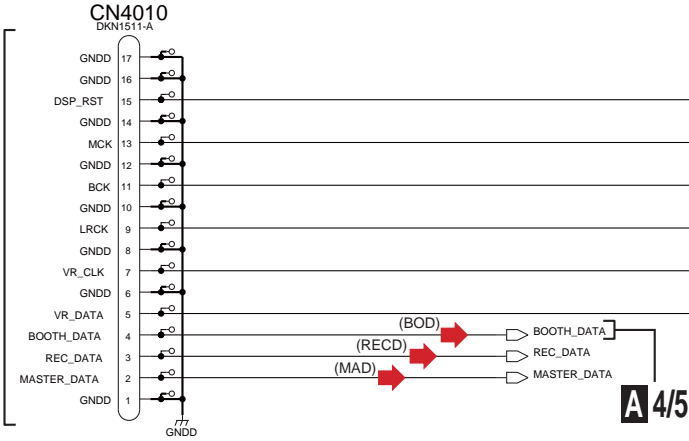 CN4010
DKN1511-A
GNDD 17
GNDD 16
DSP_RST 15
GNDD 14
MCK 13
GNDD 12
BCK 11
GNDD 10
LRCK 9
GNDD 8
VR_CLK 7
GNDD 6
VR_DATA 5
BOOTH_DATA 4 (BOD) BOOTH_DATA
REC_DATA 3 (RECD) REC_DATA
MASTER_DATA 2 (MAD) MASTER_DATA
GNDD 1
A 4/5
GNDD